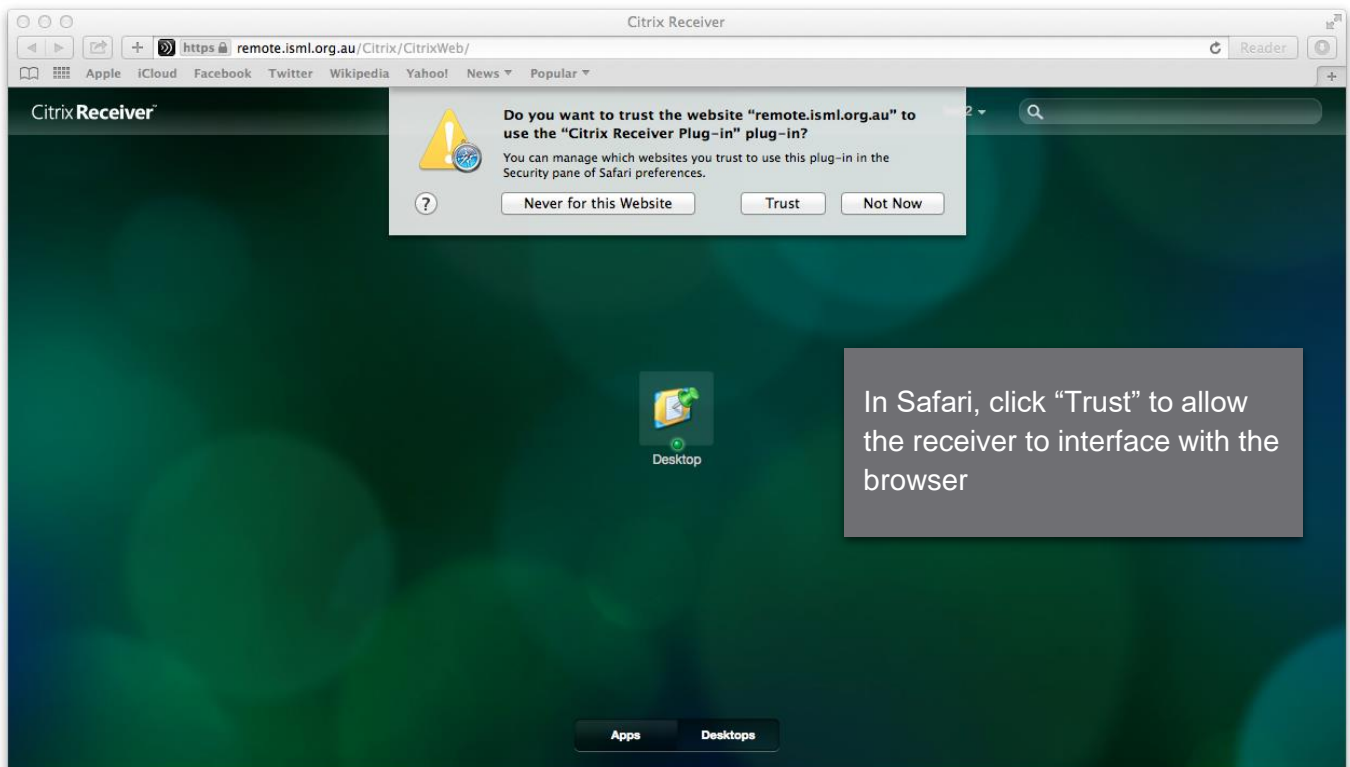 Citrix Receiver
https remote.isml.org.au/Citrix/CitrixWeb/
Reader
Apple iCloud Facebook Twitter Wikipedia Yahoo! News Popular
Citrix Receiver™
2
Do you want to trust the website "remote.isml.org.au" to
use the "Citrix Receiver Plug-in" plug-in?
You can manage which websites you trust to use this plug-in in the
Security pane of Safari preferences.
?
Never for this Website
Trust
Not Now
Desktop
In Safari, click “Trust” to allow
the receiver to interface with the
browser
Apps
Desktops